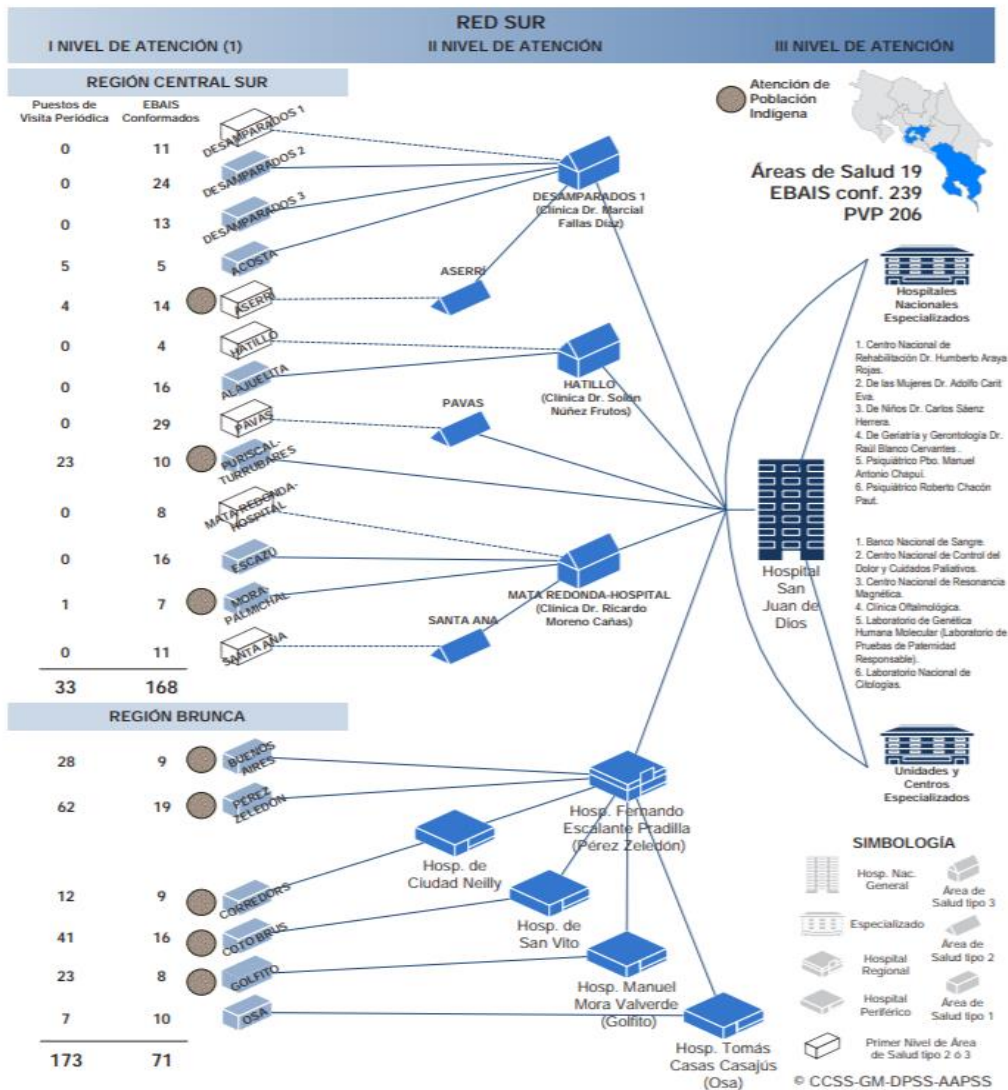 RED SUR
I NIVEL DE ATENCIÓN (1)
II NIVEL DE ATENCIÓN
III NIVEL DE ATENCIÓN
REGIÓN CENTRAL SUR
Puestos de
Visita Periódica
EBAIS
Conformados
0 11 DESAMPARADOS 1
0 24 DESAMPARADOS 2
0 13 DESAMPARADOS 3
5 5 ACOSTA
4 14 ASERRÍ
0 4 HATILLO
0 16 ALAJUELITA
0 29 PAVAS
23 10 PURISCAL-
TURRUBARES
0 8 MATA REDONDA-
HOSPITAL
0 16 ESCAZÚ
1 7 MORA-
PALMICHAL
0 11 SANTA ANA
33 168
DESAMPARADOS 1
(Clínica Dr. Marcial
Fallas Díaz)
ASERRÍ
HATILLO
(Clínica Dr. Solón
Núñez Frutos)
PAVAS
MATA REDONDA-HOSPITAL
(Clínica Dr. Ricardo
Moreno Cañas)
SANTA ANA
Atención de
Población
Indígena
Áreas de Salud 19
EBAIS conf. 239
PVP 206
Hospitales
Nacionales
Especializados
1. Centro Nacional de
Rehabilitación Dr. Humberto Araya
Rojas.
2. De las Mujeres Dr. Adolfo Carit
Eva.
3. De Niños Dr. Carlos Sáenz
Herrera.
4. De Geriatría y Gerontología Dr.
Raúl Blanco Cervantes .
5. Psiquiátrico Pbo. Manuel
Antonio Chapuí.
6. Psiquiátrico Roberto Chacón
Paut.
Hospital
San
Juan de
Dios
1. Banco Nacional de Sangre.
2. Centro Nacional de Control del
Dolor y Cuidados Paliativos.
3. Centro Nacional de Resonancia
Magnética.
4. Clínica Oftalmológica.
5. Laboratorio de Genética
Humana Molecular (Laboratorio de
Pruebas de Paternidad
Responsable).
6. Laboratorio Nacional de
Citologías.
Unidades y
Centros
Especializados
REGIÓN BRUNCA
28 9 BUENOS
AIRES
62 19 PÉREZ
ZELEDÓN
12 9 CORREDORS
41 16 COTO BRUS
23 8 GOLFITO
7 10 OSA
173 71
Hosp. Fernando
Escalante Pradilla
(Pérez Zeledón)
Hosp. de
Ciudad Neilly
Hosp. de
San Vito
Hosp. Manuel
Mora Valverde
(Golfito)
Hosp. Tomás
Casas Casajús
(Osa)
SIMBOLOGÍA
Hosp. Nac.
General
Área de
Salud tipo 3
Especializado
Área de
Salud tipo 2
Hospital
Regional
Hospital
Periférico
Área de
Salud tipo 1
Primer Nivel de Área
de Salud tipo 2 ó 3
© CCSS-GM-DPSS-AAPSS